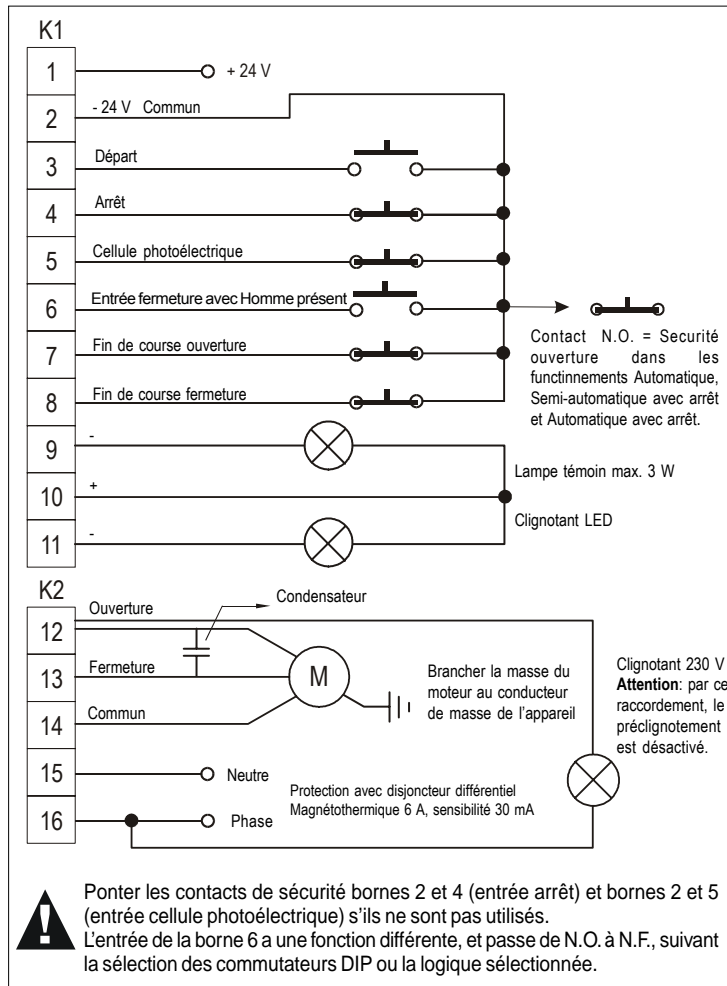 K1
1
+ 24 V
2
- 24 V Commun
3
Départ
4
Arrêt
5
Cellule photoélectrique
6
Entrée fermeture avec Homme présent
7
Fin de course ouverture
8
Fin de course fermeture
Contact N.O. = Securité
ouverture dans les
functinnements Automatique,
Semi-automatique avec arrêt
et Automatique avec arrêt.
9
-
Lampe témoin max. 3 W
10
+
11
-
Clignotant LED
K2
12
Ouverture
Condensateur
13
Fermeture
M
14
Commun
Brancher la masse du
moteur au conducteur
de masse de l'appareil
Clignotant 230 V
Attention: par ce
raccordement, le
préclignotement
est désactivé.
15
Neutre
16
Phase
Protection avec disjoncteur différentiel
Magnétothermique 6 A, sensibilité 30 mA
!
Ponter les contacts de sécurité bornes 2 et 4 (entrée arrêt) et bornes 2 et 5
(entrée cellule photoélectrique) s'ils ne sont pas utilisés.
L'entrée de la borne 6 a une fonction différente, et passe de N.O. à N.F., suivant
la sélection des commutateurs DIP ou la logique sélectionnée.